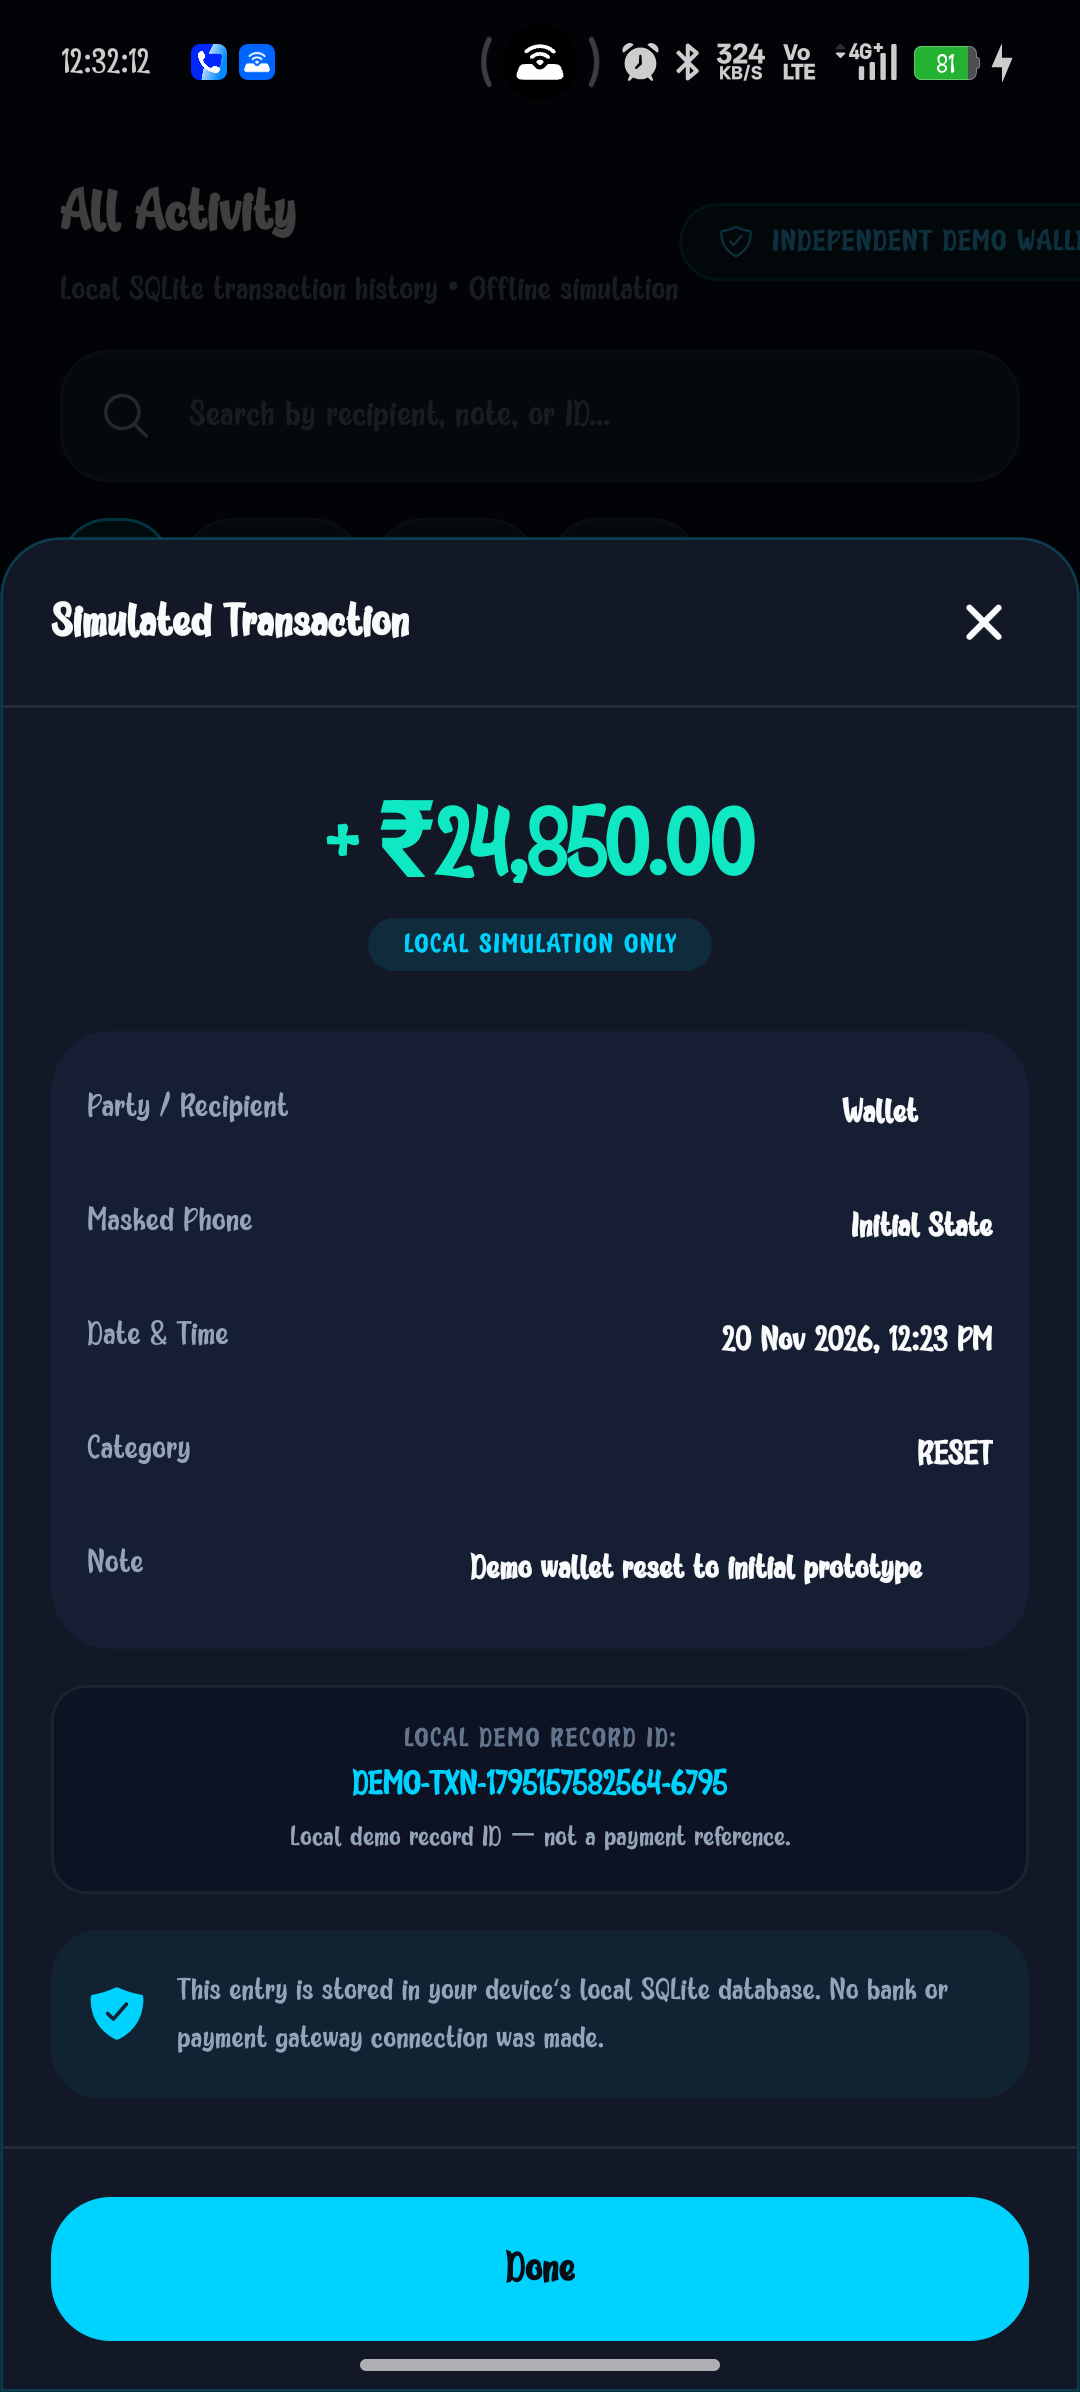 12:32:12
324
KB/S
Vo
LTE
4G+
81
All Activity
INDEPENDENT DEMO
Local SQLite transaction history • Offline simulation
Search by recipient, note, or ID...
Simulated Transaction
+ ₹24,850.00
LOCAL SIMULATION ONLY
Party / Recipient
Wallet
Masked Phone
Initial State
Date & Time
20 Nov 2026, 12:23 PM
Category
RESET
Note
Demo wallet reset to initial prototype
LOCAL DEMO RECORD ID:
DEMO-TXN-1795157582564-6795
Local demo record ID — not a payment reference.
This entry is stored in your device's local SQLite database. No bank or
payment gateway connection was made.
Done